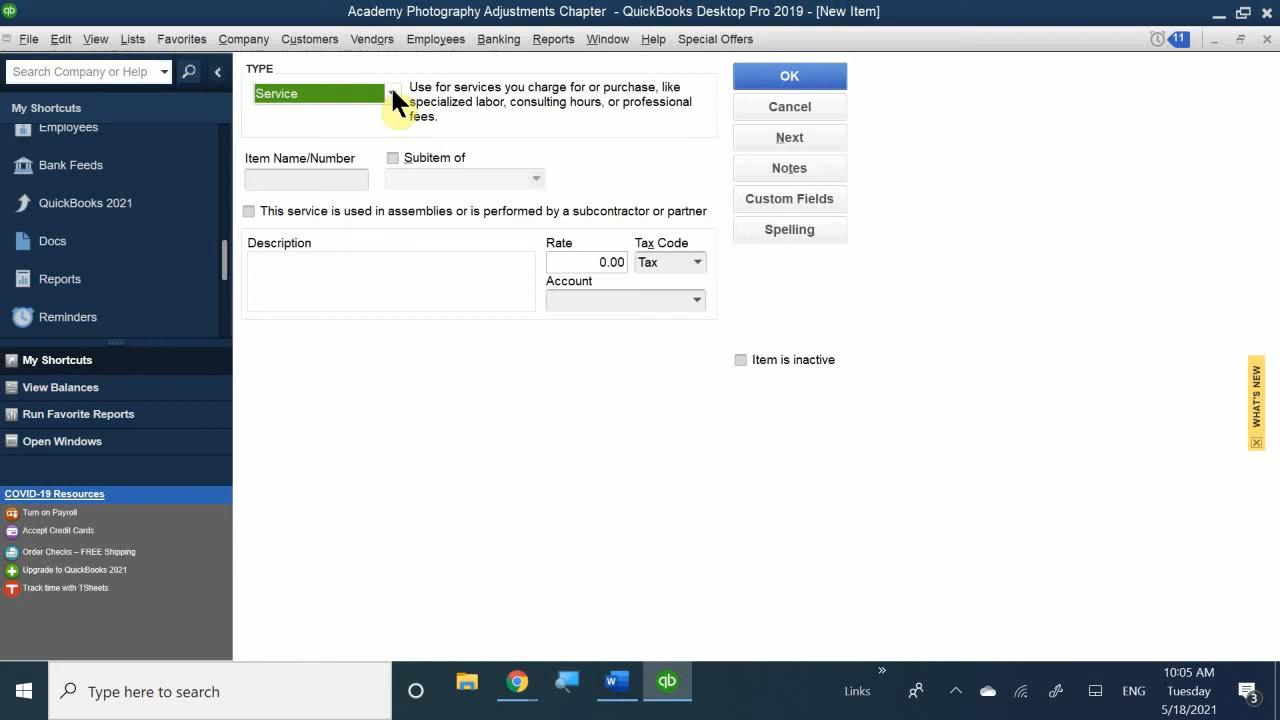 Academy Photography Adjustments Chapter - QuickBooks Desktop Pro 2019 - [New Item]
File Edit View Lists Favorites Company Customers Vendors Employees Banking Reports Window Help Special Offers
11
Search Company or Help
My Shortcuts
Employees
Bank Feeds
QuickBooks 2021
Docs
Reports
Reminders
My Shortcuts
View Balances
Run Favorite Reports
Open Windows
COVID-19 Resources
Turn on Payroll
Accept Credit Cards
Order Checks – FREE Shipping
Upgrade to QuickBooks 2021
Track time with TSheets
TYPE
Service
Use for services you charge for or purchase, like
specialized labor, consulting hours, or professional
fees.
Item Name/Number
Subitem of
This service is used in assemblies or is performed by a subcontractor or partner
Description
Rate
Tax Code
0.00
Tax
Account
OK
Cancel
Next
Notes
Custom Fields
Spelling
Item is inactive
WHAT'S NEW
Type here to search
Links
ENG
10:05 AM
Tuesday
5/18/2021
3